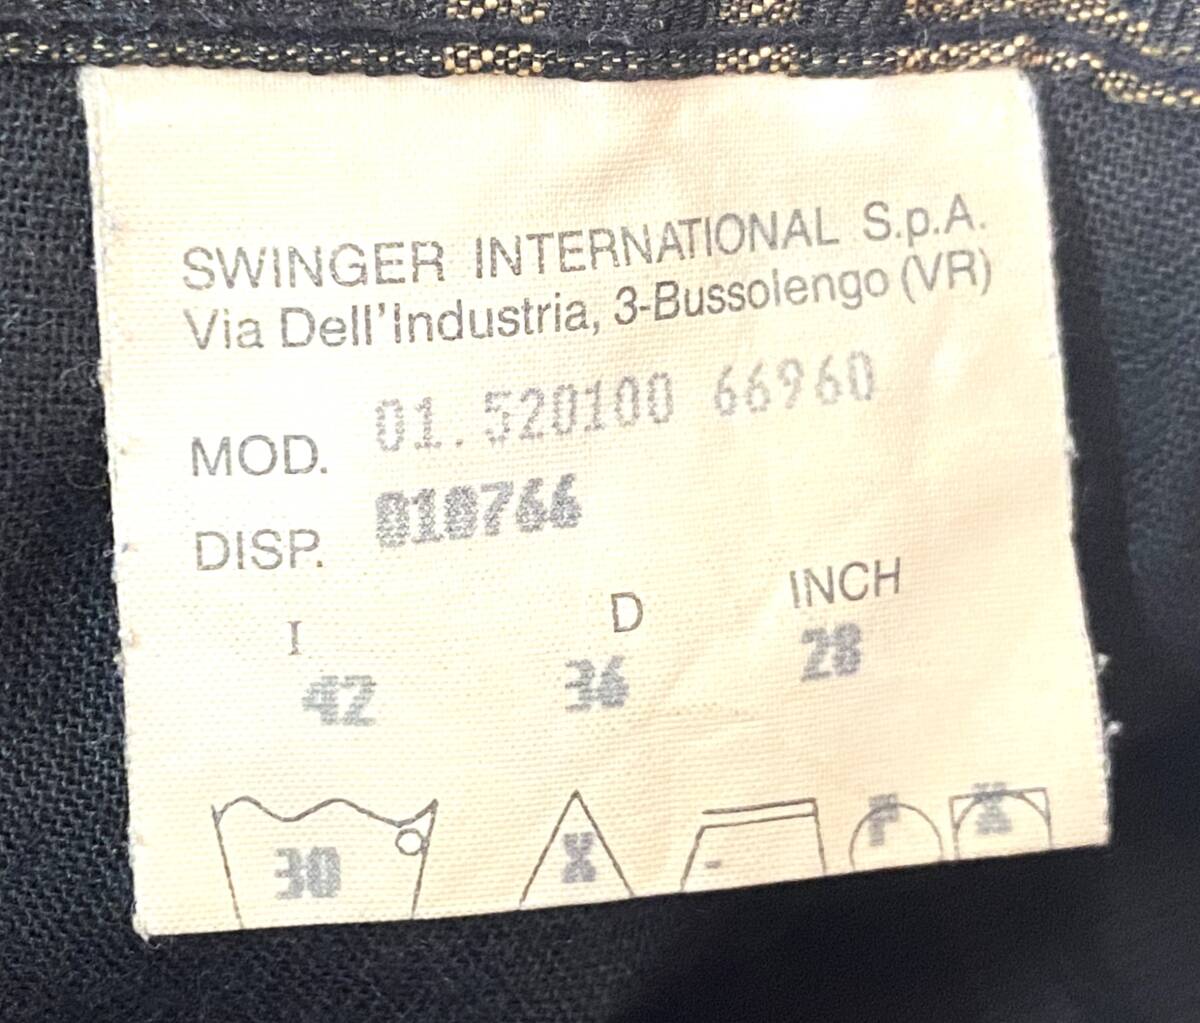 SWINGER INTERNATIONAL S.p.A.
Via Dell'Industria, 3-Bussolengo (VR)
MOD. 01.520100 66960
DISP. 010766
I D INCH
42 36 28
30 X - F X